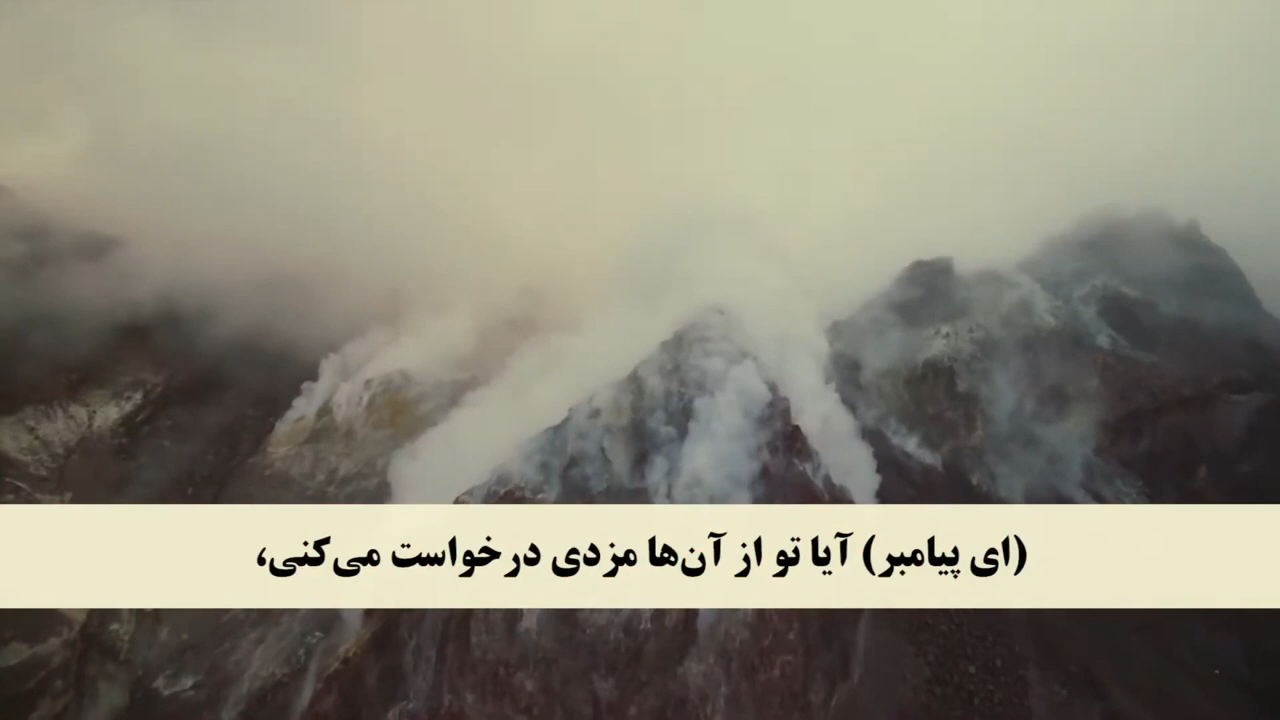 (ای پیامبر) آیا تو از آن‌ها مزدی درخواست می‌کنی،